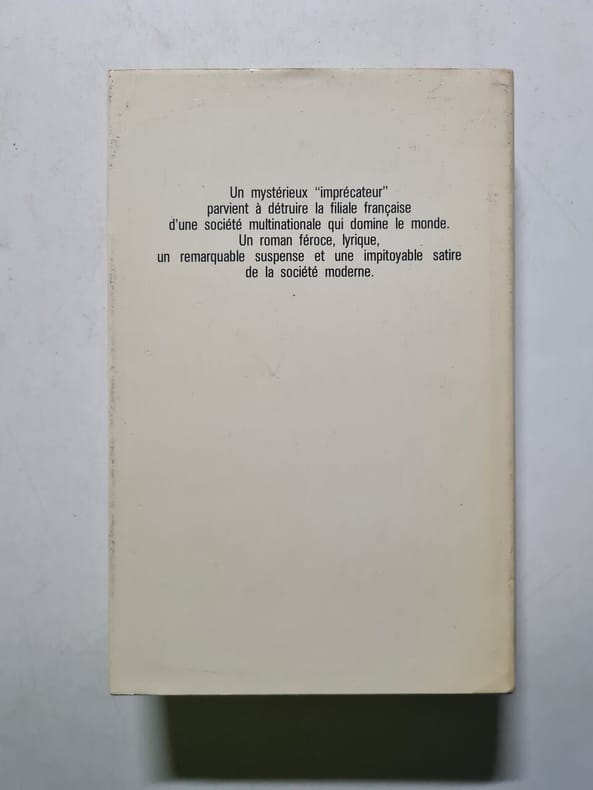 Un mystérieux "imprécateur"
parvient à détruire la filiale française
d'une société multinationale qui domine le monde.
Un roman féroce, lyrique,
un remarquable suspense et une impitoyable satire
de la société moderne.